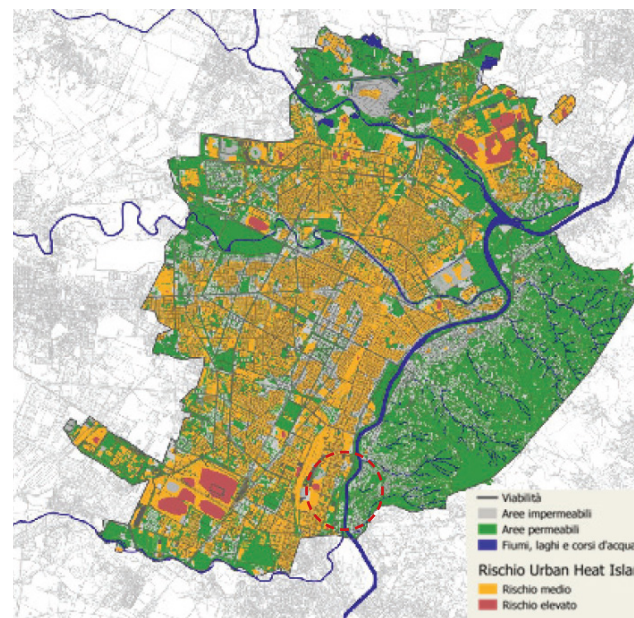 Viabilità
Aree impermeabili
Aree permeabili
Fiumi, laghi e corsi d'acqua
Rischio Urban Heat Islan
Rischio medio
Rischio elevato